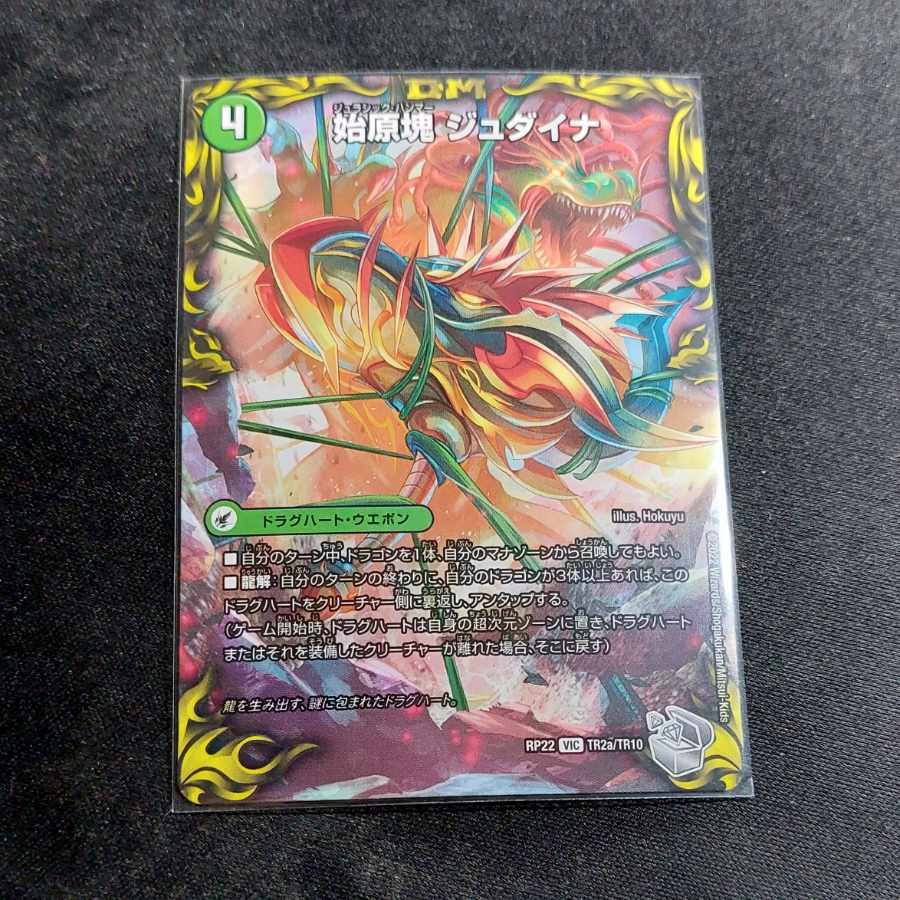 DM
4
ジュラシック・ハンマー
始原塊 ジュダイナ
ドラグハート・ウエポン
illus. Hokuyu
■自分のターン中、ドラゴンを1体、自分のマナゾーンから召喚してもよい。
■龍解:自分のターンの終わりに、自分のドラゴンが3体以上あれば、この
ドラグハートをクリーチャー側に裏返し、アンタップする。
(ゲーム開始時、ドラグハートは自身の超次元ゾーンに置き、ドラグハート
またはそれを装備したクリーチャーが離れた場合、そこに戻す)
龍を生み出す、謎に包まれたドラグハート。
RP22 VIC TR2a/TR10
©2022 Wizards/Shogakukan/Mitsui-Kids